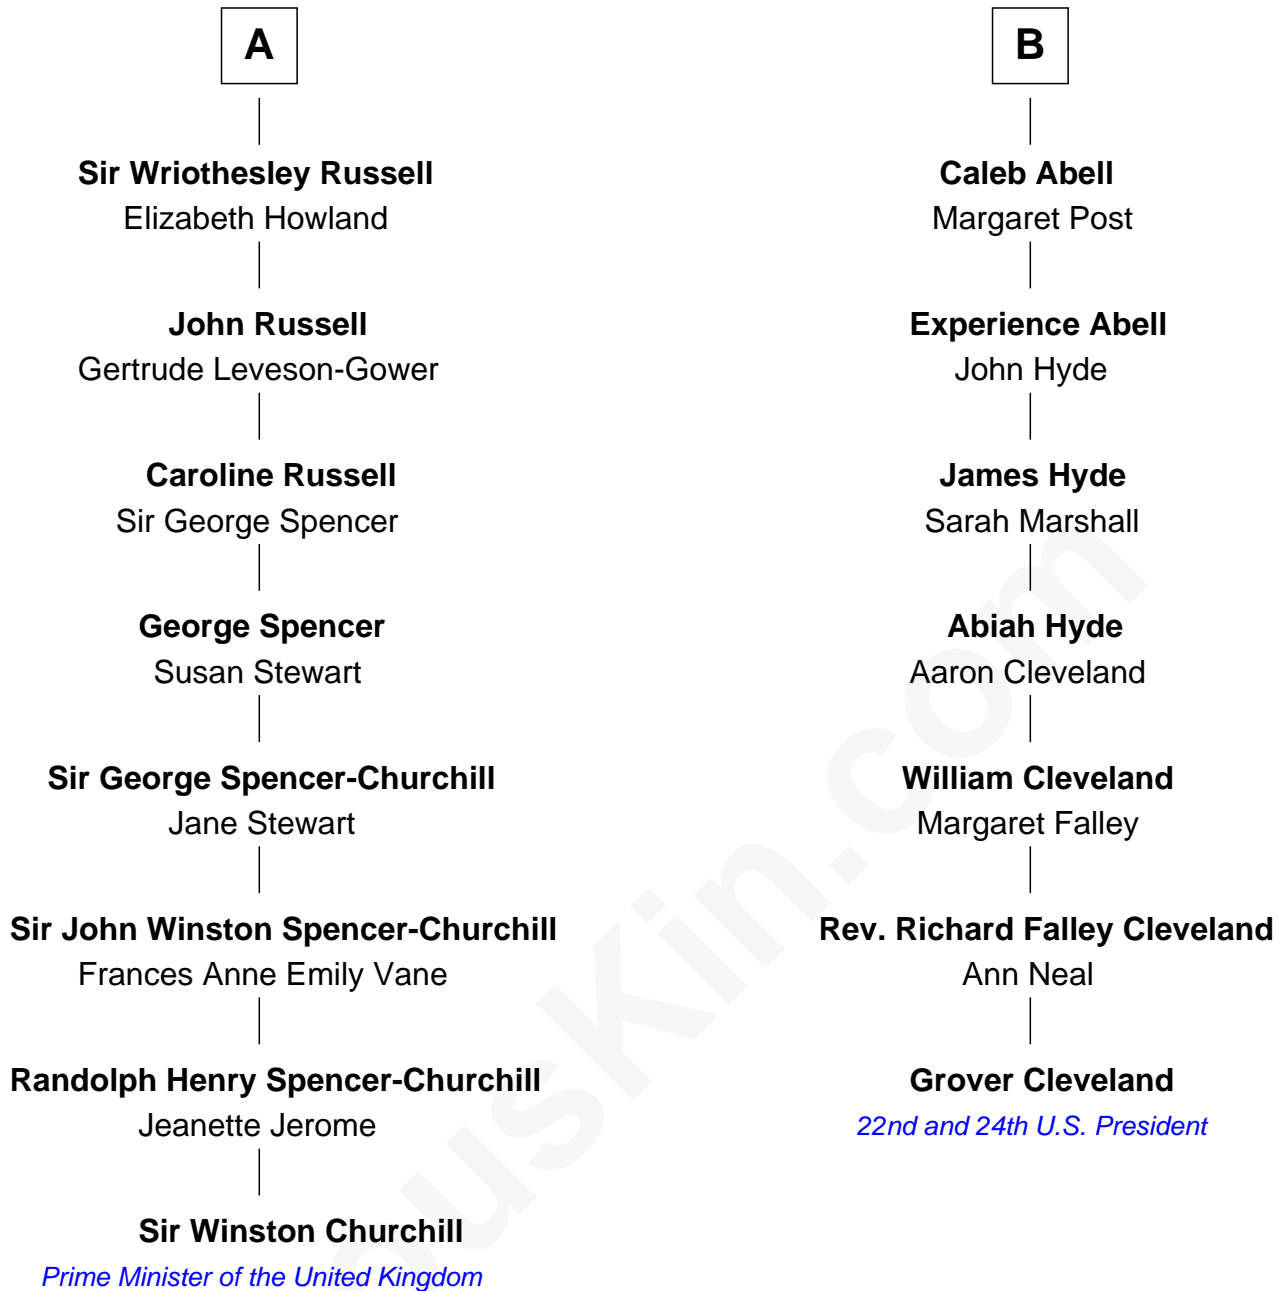 A
Sir Wriothesley Russell
Elizabeth Howland
John Russell
Gertrude Leveson-Gower
Caroline Russell
Sir George Spencer
George Spencer
Susan Stewart
Sir George Spencer-Churchill
Jane Stewart
Sir John Winston Spencer-Churchill
Frances Anne Emily Vane
Randolph Henry Spencer-Churchill
Jeanette Jerome
Sir Winston Churchill
Prime Minister of the United Kingdom
B
Caleb Abell
Margaret Post
Experience Abell
John Hyde
James Hyde
Sarah Marshall
Abiah Hyde
Aaron Cleveland
William Cleveland
Margaret Falley
Rev. Richard Falley Cleveland
Ann Neal
Grover Cleveland
22nd and 24th U.S. President
ousKin.com